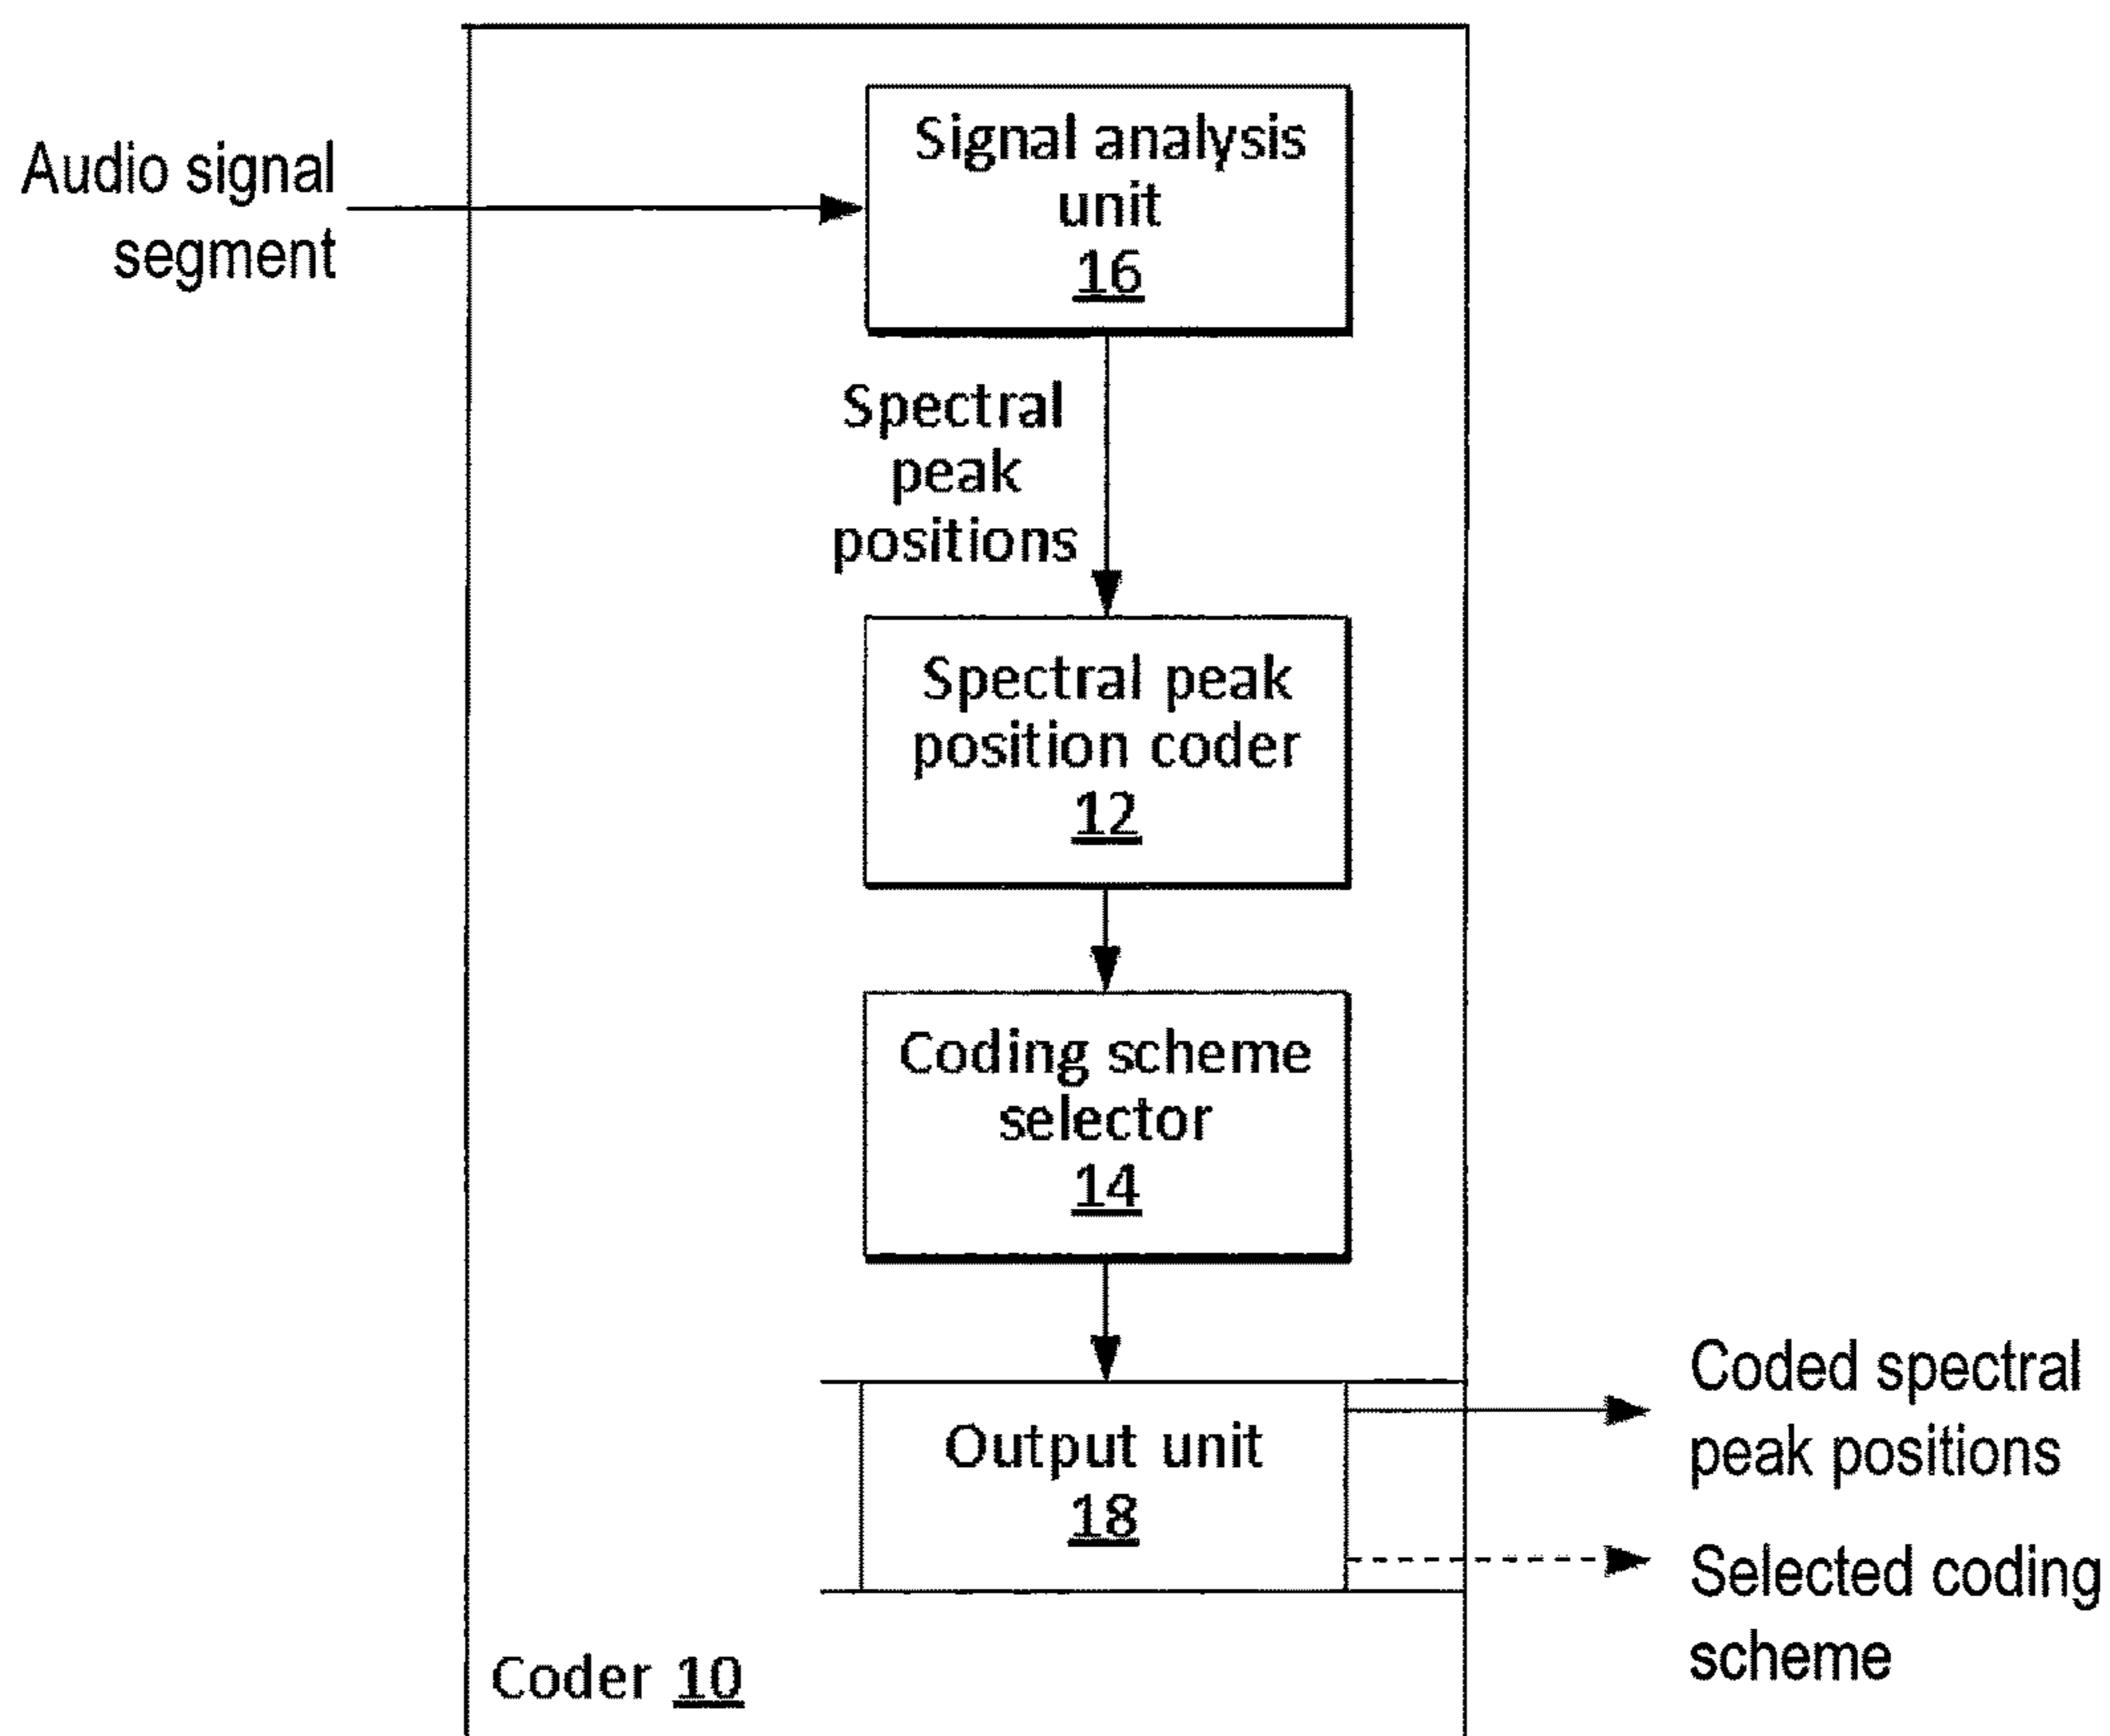 Audio signal
segment
Signal analysis
unit
16
Spectral
peak
positions
Spectral peak
position coder
12
Coding scheme
selector
14
Output unit
18
Coded spectral
peak positions
Selected coding
scheme
Coder 10